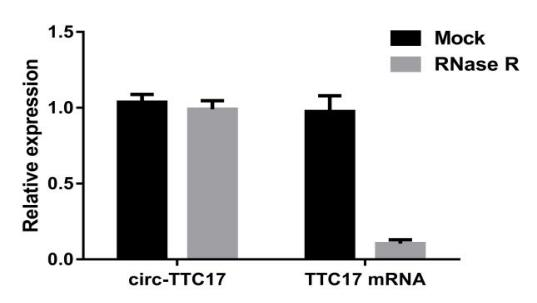 Relative expression
1.5
1.0
0.5
0.0
Mock
RNase R
circ-TTC17
TTC17 mRNA